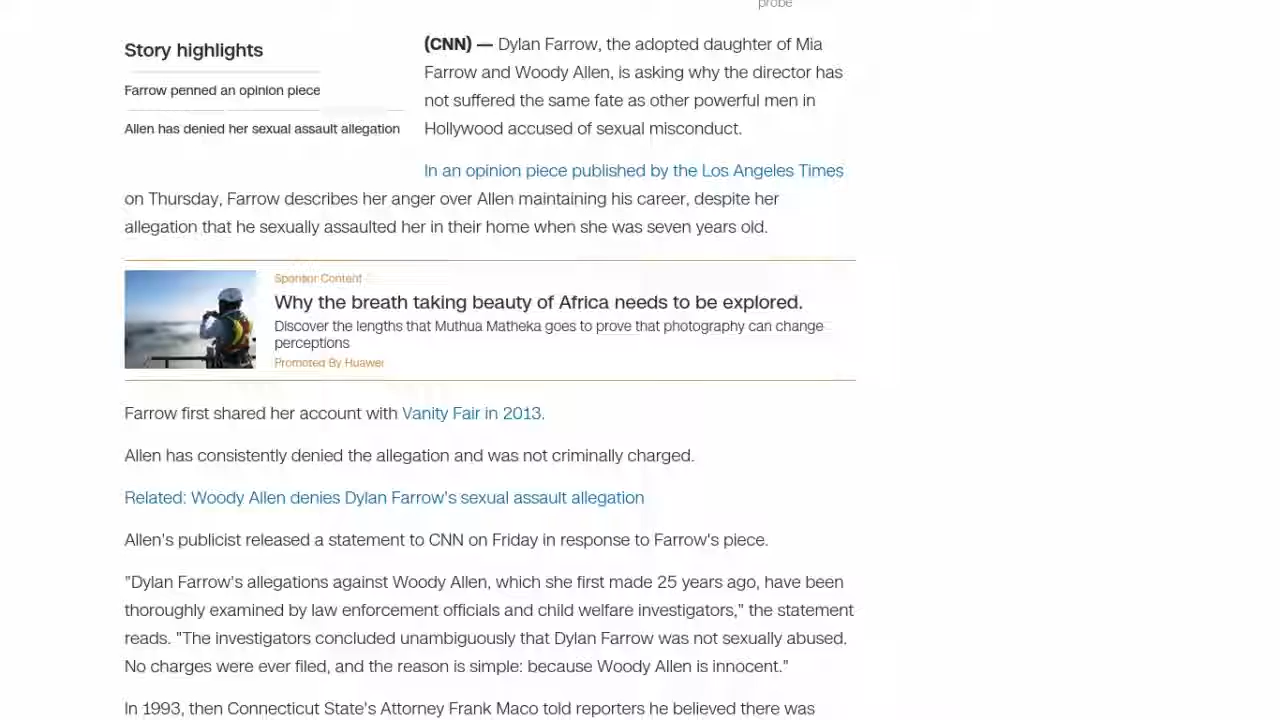 probe
Story highlights
Farrow penned an opinion piece
Allen has denied her sexual assault allegation
(CNN) — Dylan Farrow, the adopted daughter of Mia
Farrow and Woody Allen, is asking why the director has
not suffered the same fate as other powerful men in
Hollywood accused of sexual misconduct.
In an opinion piece published by the Los Angeles Times
on Thursday, Farrow describes her anger over Allen maintaining his career, despite her
allegation that he sexually assaulted her in their home when she was seven years old.
Sponsor Content
Why the breath taking beauty of Africa needs to be explored.
Discover the lengths that Muthua Matheka goes to prove that photography can change
perceptions
Promoted By Huawei
Farrow first shared her account with Vanity Fair in 2013.
Allen has consistently denied the allegation and was not criminally charged.
Related: Woody Allen denies Dylan Farrow's sexual assault allegation
Allen's publicist released a statement to CNN on Friday in response to Farrow's piece.
"Dylan Farrow's allegations against Woody Allen, which she first made 25 years ago, have been
thoroughly examined by law enforcement officials and child welfare investigators," the statement
reads. "The investigators concluded unambiguously that Dylan Farrow was not sexually abused.
No charges were ever filed, and the reason is simple: because Woody Allen is innocent."
In 1993, then Connecticut State's Attorney Frank Maco told reporters he believed there was